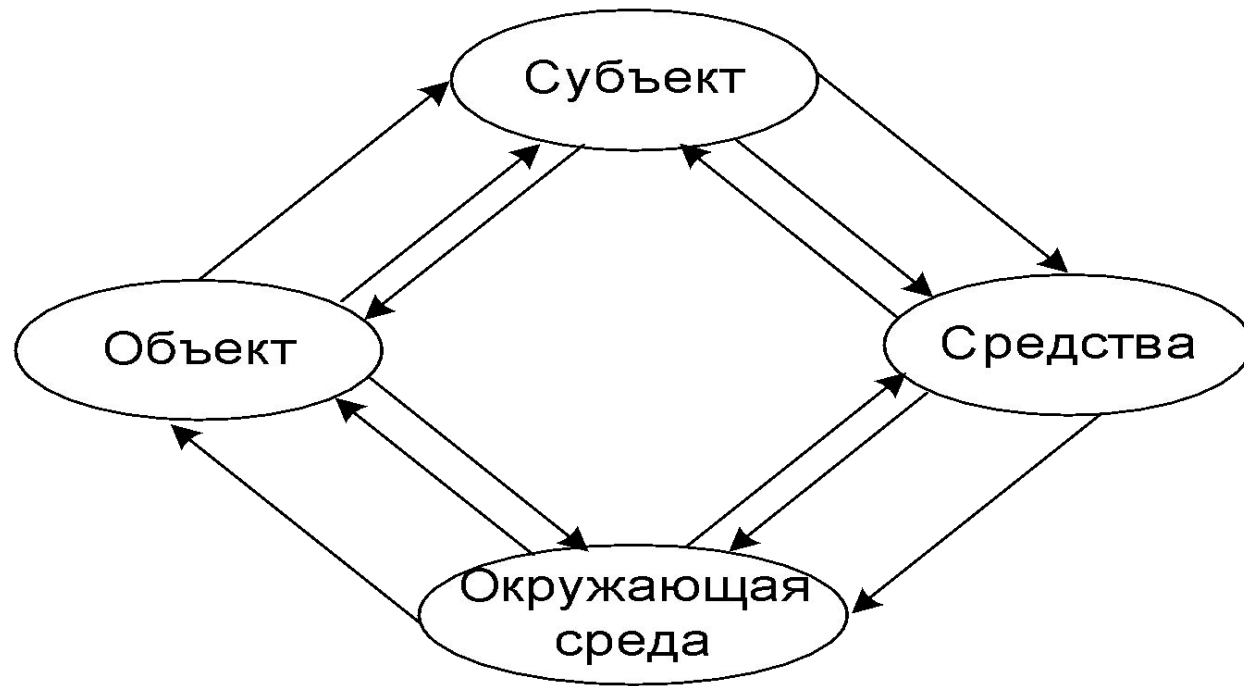 Субъект
Объект
Средства
Окружающая
среда